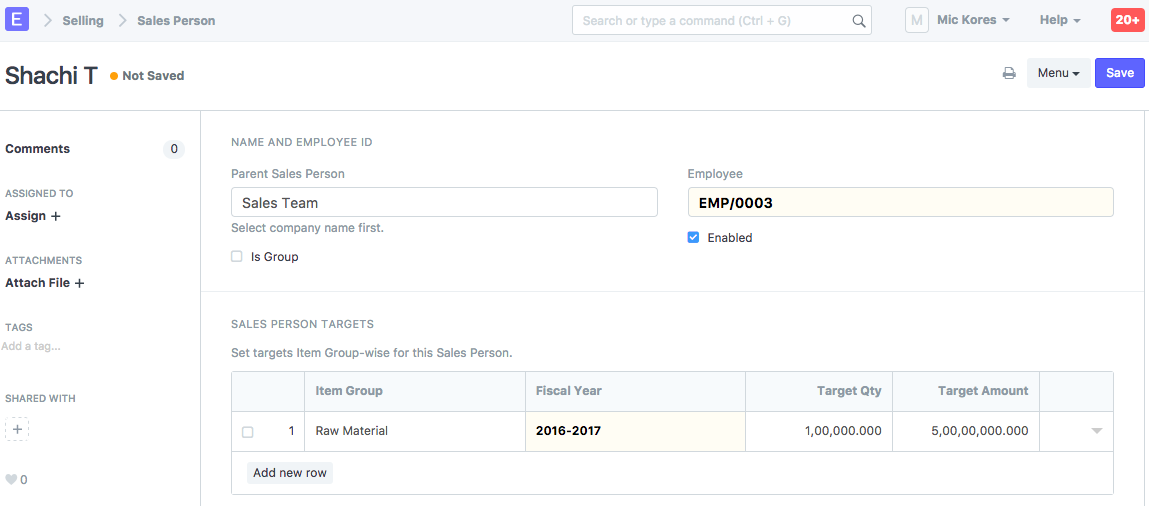 E Selling Sales Person Search or type a command (Ctrl + G) M Mic Kores Help 20+
Shachi T Not Saved Menu Save
Comments 0
ASSIGNED TO
Assign +
ATTACHMENTS
Attach File +
TAGS
Add a tag...
SHARED WITH
+
0
NAME AND EMPLOYEE ID
Parent Sales Person
Sales Team
Select company name first.
Is Group
Employee
EMP/0003
Enabled
SALES PERSON TARGETS
Set targets Item Group-wise for this Sales Person.
Item Group Fiscal Year Target Qty Target Amount
1 Raw Material 2016-2017 1,00,000.000 5,00,00,000.000
Add new row